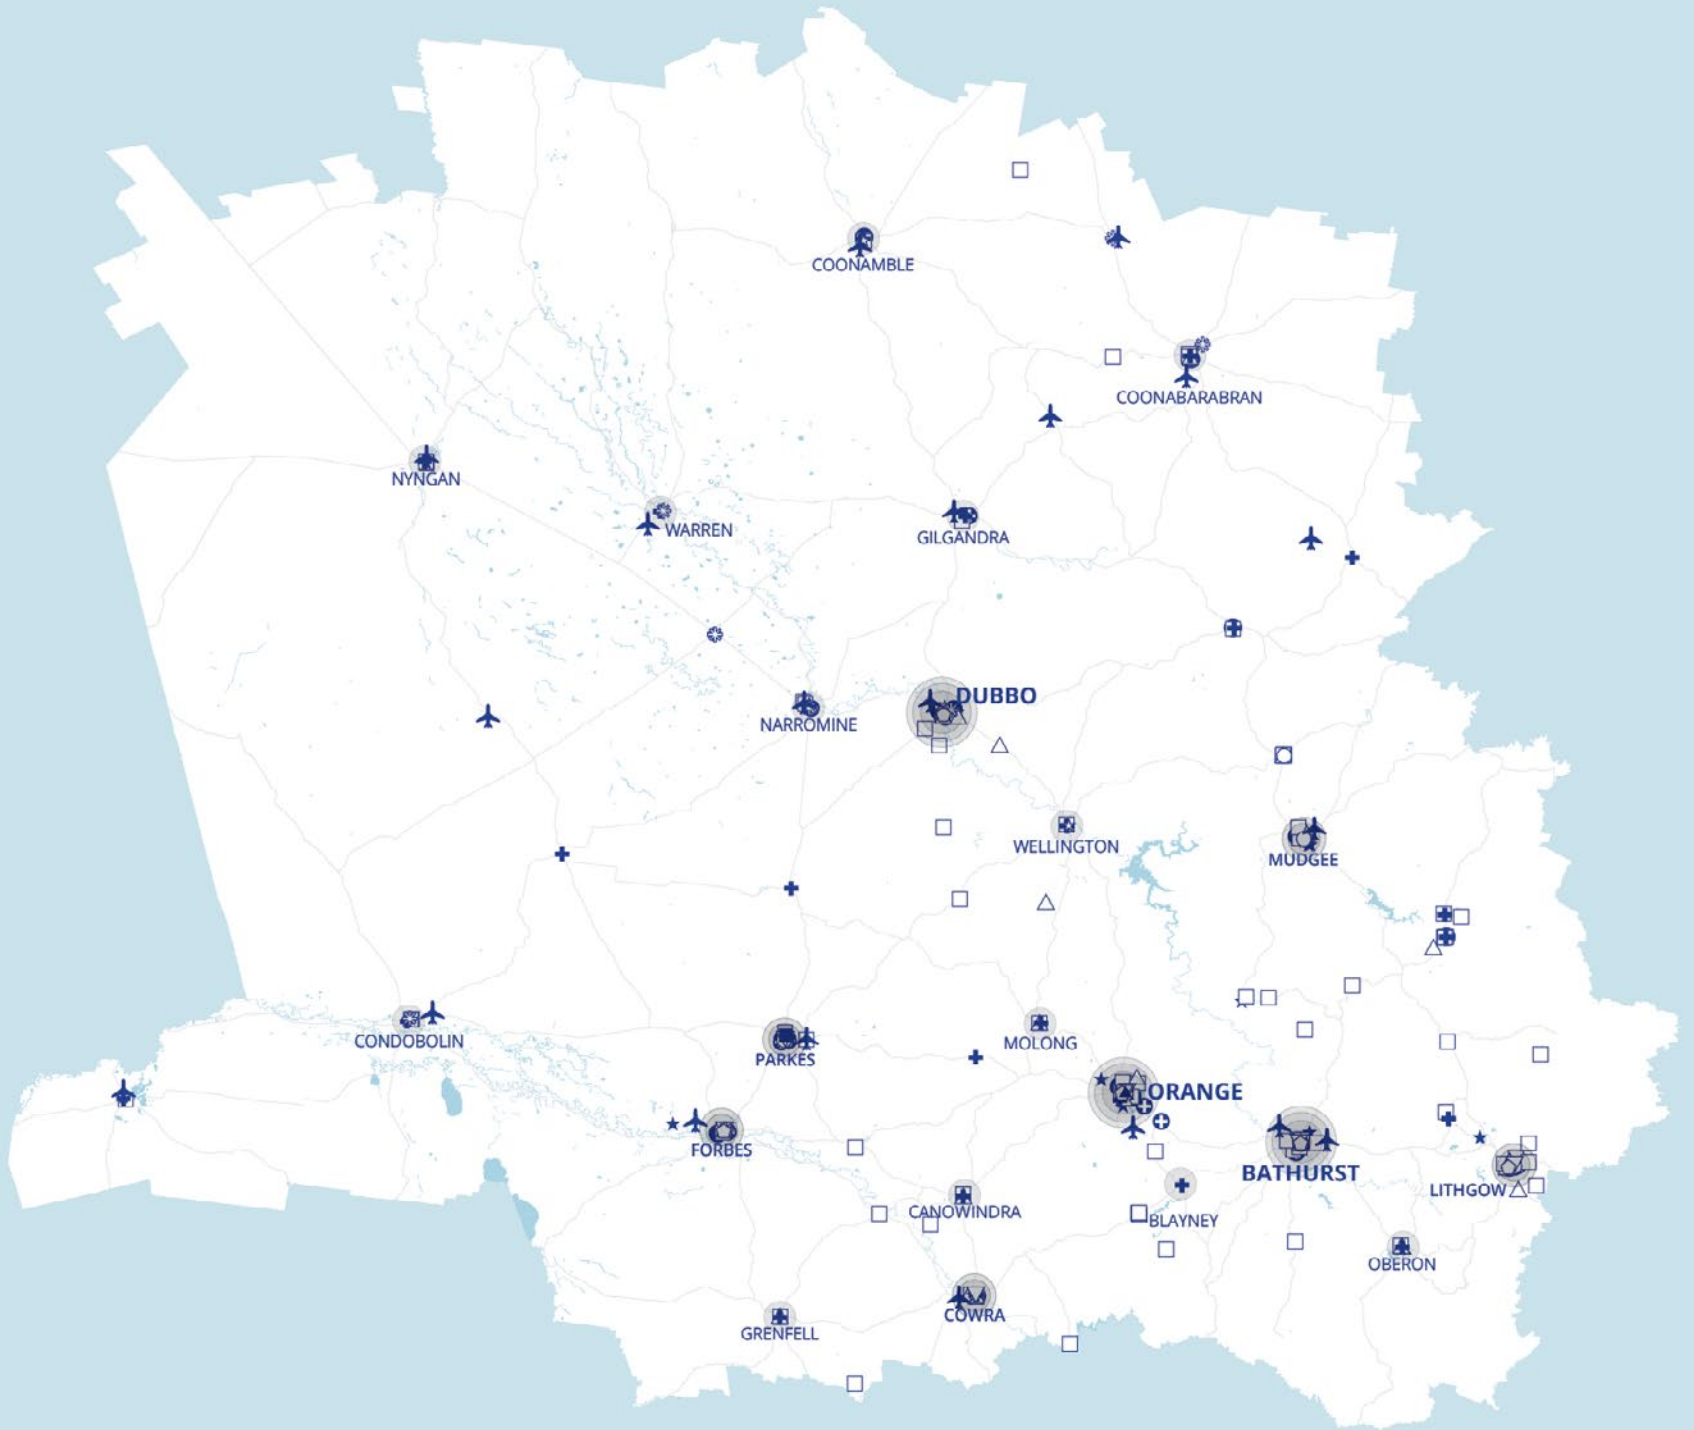 COONAMBLE
COONABARABRAN
NYNGAN
WARREN
GILGANDRA
DUBBO
NARROMINE
WELLINGTON
MUDGEE
CONDOBOLIN
MOLONG
PARKES
ORANGE
FORBES
BATHURST
LITHGOW
CANOWINDRA
BLAYNEY
OBERON
COWRA
GRENFELL